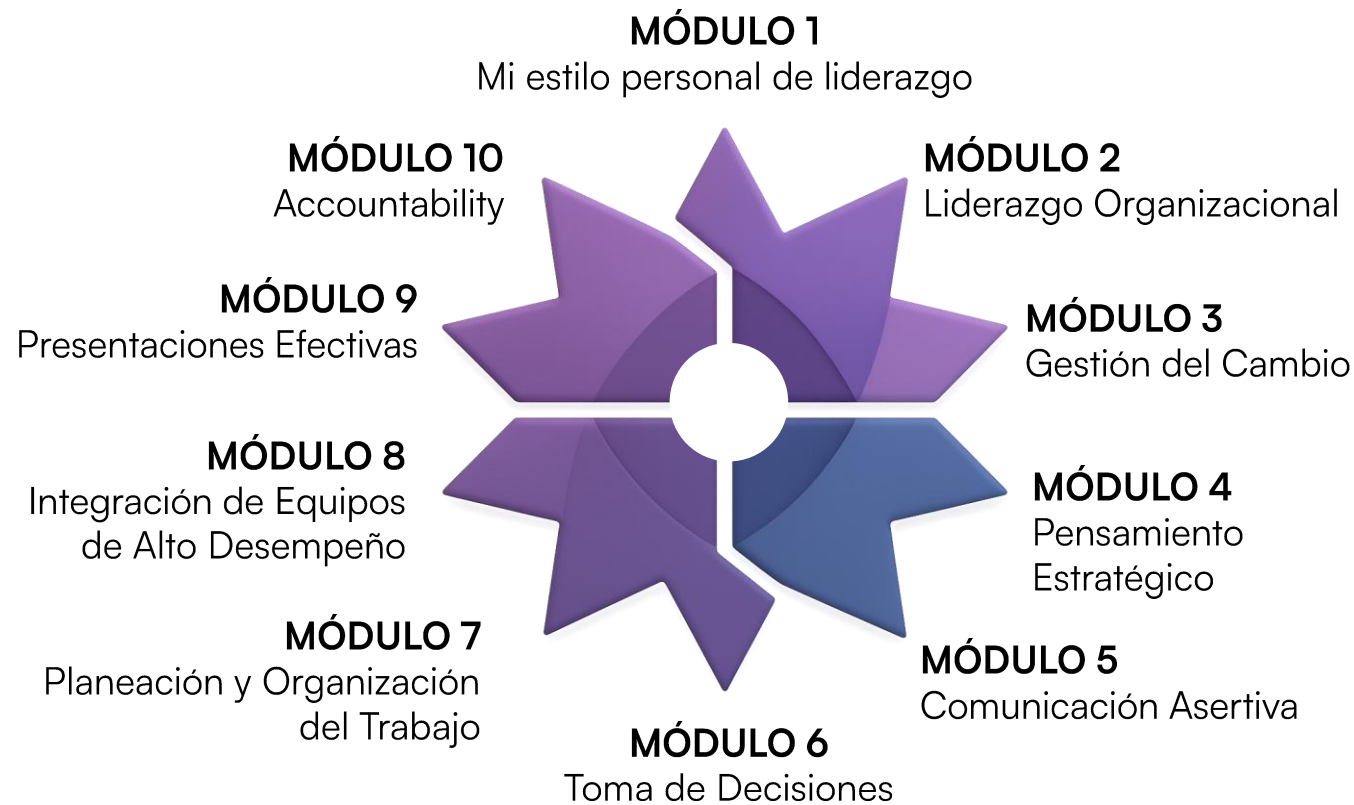 MÓDULO 1
Mi estilo personal de liderazgo
MÓDULO 2
Liderazgo Organizacional
MÓDULO 3
Gestión del Cambio
MÓDULO 4
Pensamiento
Estratégico
MÓDULO 5
Comunicación Asertiva
MÓDULO 6
Toma de Decisiones
MÓDULO 7
Planeación y Organización
del Trabajo
MÓDULO 8
Integración de Equipos
de Alto Desempeño
MÓDULO 9
Presentaciones Efectivas
MÓDULO 10
Accountability